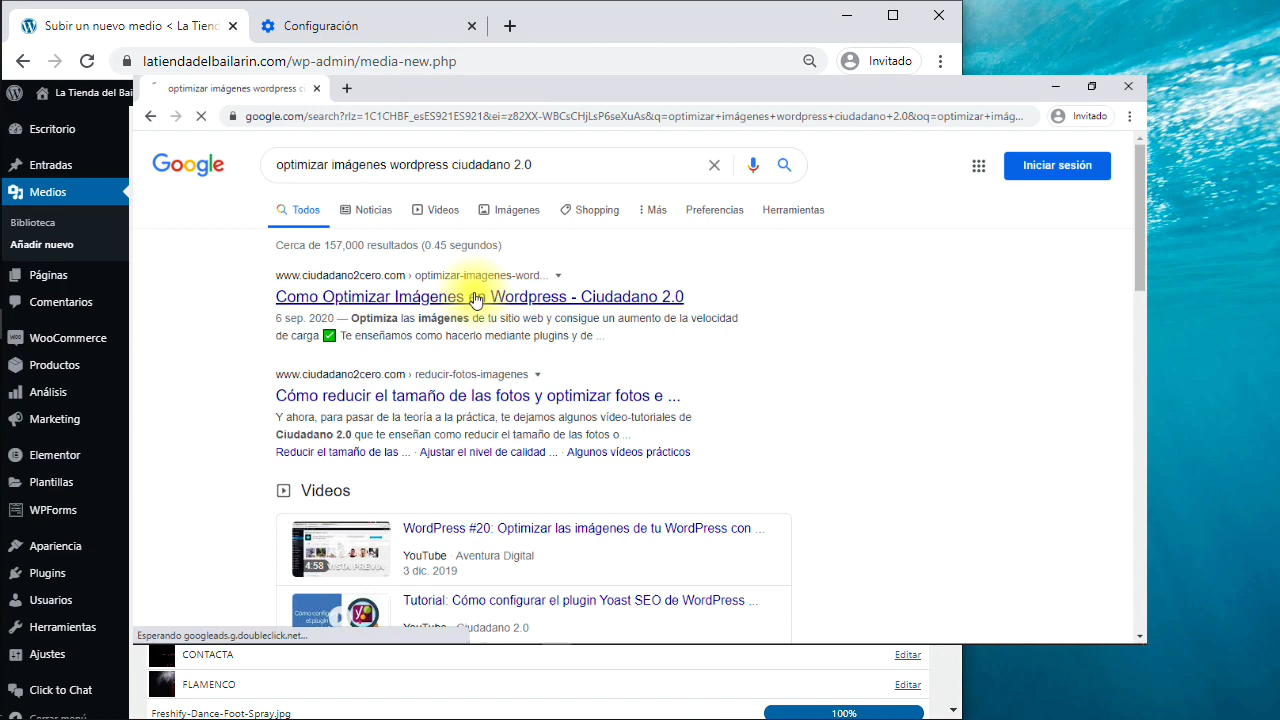 Subir un nuevo medio < La Tiend
Configuración
latiendadelbailarin.com/wp-admin/media-new.php
Invitado
La Tienda del Bai
Escritorio
Entradas
Medios
Biblioteca
Añadir nuevo
Páginas
Comentarios
WooCommerce
Productos
Análisis
Marketing
Elementor
Plantillas
WPForms
Apariencia
Plugins
Usuarios
Herramientas
Ajustes
Click to Chat
Cerrar menú
optimizar imágenes wordpress c
google.com/search?rlz=1C1CHBF_esES921ES921&ei=z82XX-WBCsCHjLsP6seXuAs&q=optimizar+imágenes+wordpress+ciudadano+2.0&oq=optimizar+imág...
Invitado
Google
optimizar imágenes wordpress ciudadano 2.0
Iniciar sesión
Todos Noticias Videos Imágenes Shopping Más Preferencias Herramientas
Cerca de 157,000 resultados (0.45 segundos)
www.ciudadano2cero.com › optimizar-imagenes-word...
Como Optimizar Imágenes en Wordpress - Ciudadano 2.0
6 sep. 2020 — Optimiza las imágenes de tu sitio web y consigue un aumento de la velocidad
de carga ✅ Te enseñamos como hacerlo mediante plugins y de ...
www.ciudadano2cero.com › reducir-fotos-imagenes
Cómo reducir el tamaño de las fotos y optimizar fotos e ...
Y ahora, para pasar de la teoría a la práctica, te dejamos algunos vídeo-tutoriales de
Ciudadano 2.0 que te enseñan como reducir el tamaño de las fotos o ...
Reducir el tamaño de las ... · Ajustar el nivel de calidad ... · Algunos vídeos prácticos
Videos
VISTA PREVIA
4:58
WordPress #20: Optimizar las imágenes de tu WordPress con ...
YouTube · Aventura Digital
3 dic. 2019
Cómo config
el plugin
Tutorial: Cómo configurar el plugin Yoast SEO de WordPress ...
YouTube · Ciudadano 2.0
Esperando googleads.g.doubleclick.net...
CONTACTA
Editar
FLAMENCO
Editar
Freshify-Dance-Foot-Spray.jpg
100%